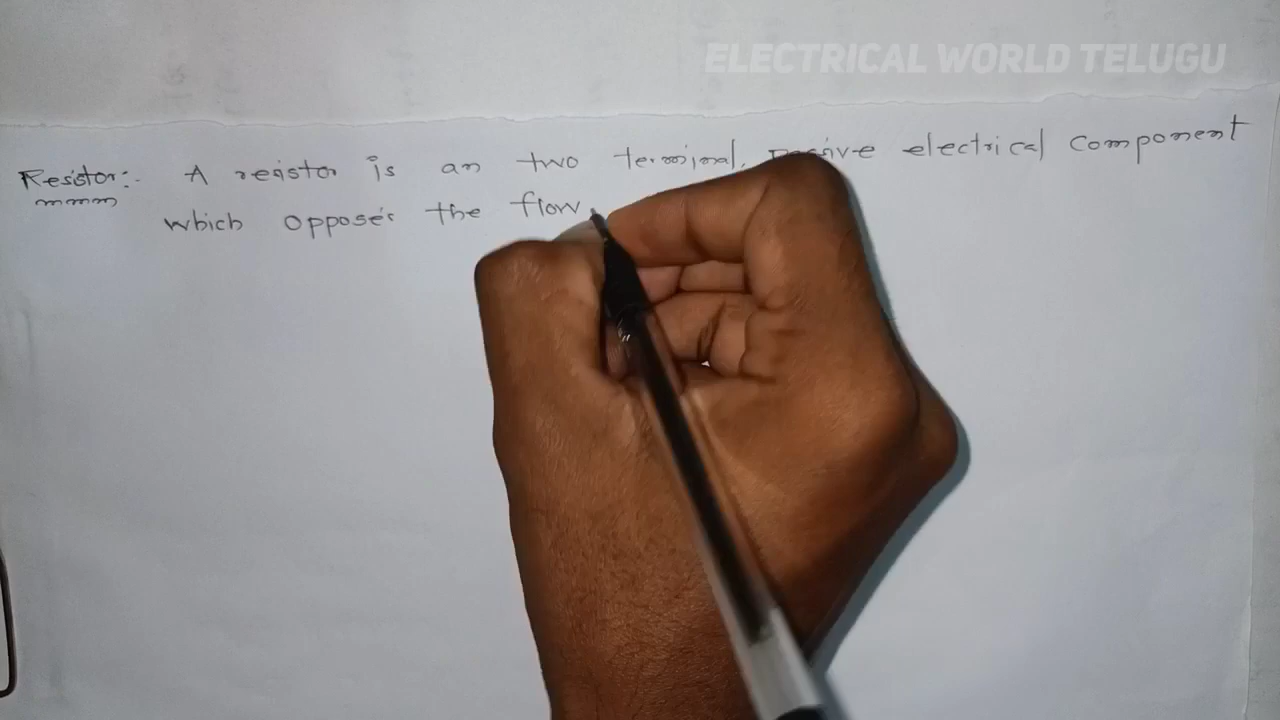 ELECTRICAL WORLD TELUGU
Resistor:- A resistor is an two terminal, passive electrical component
which opposes the flow